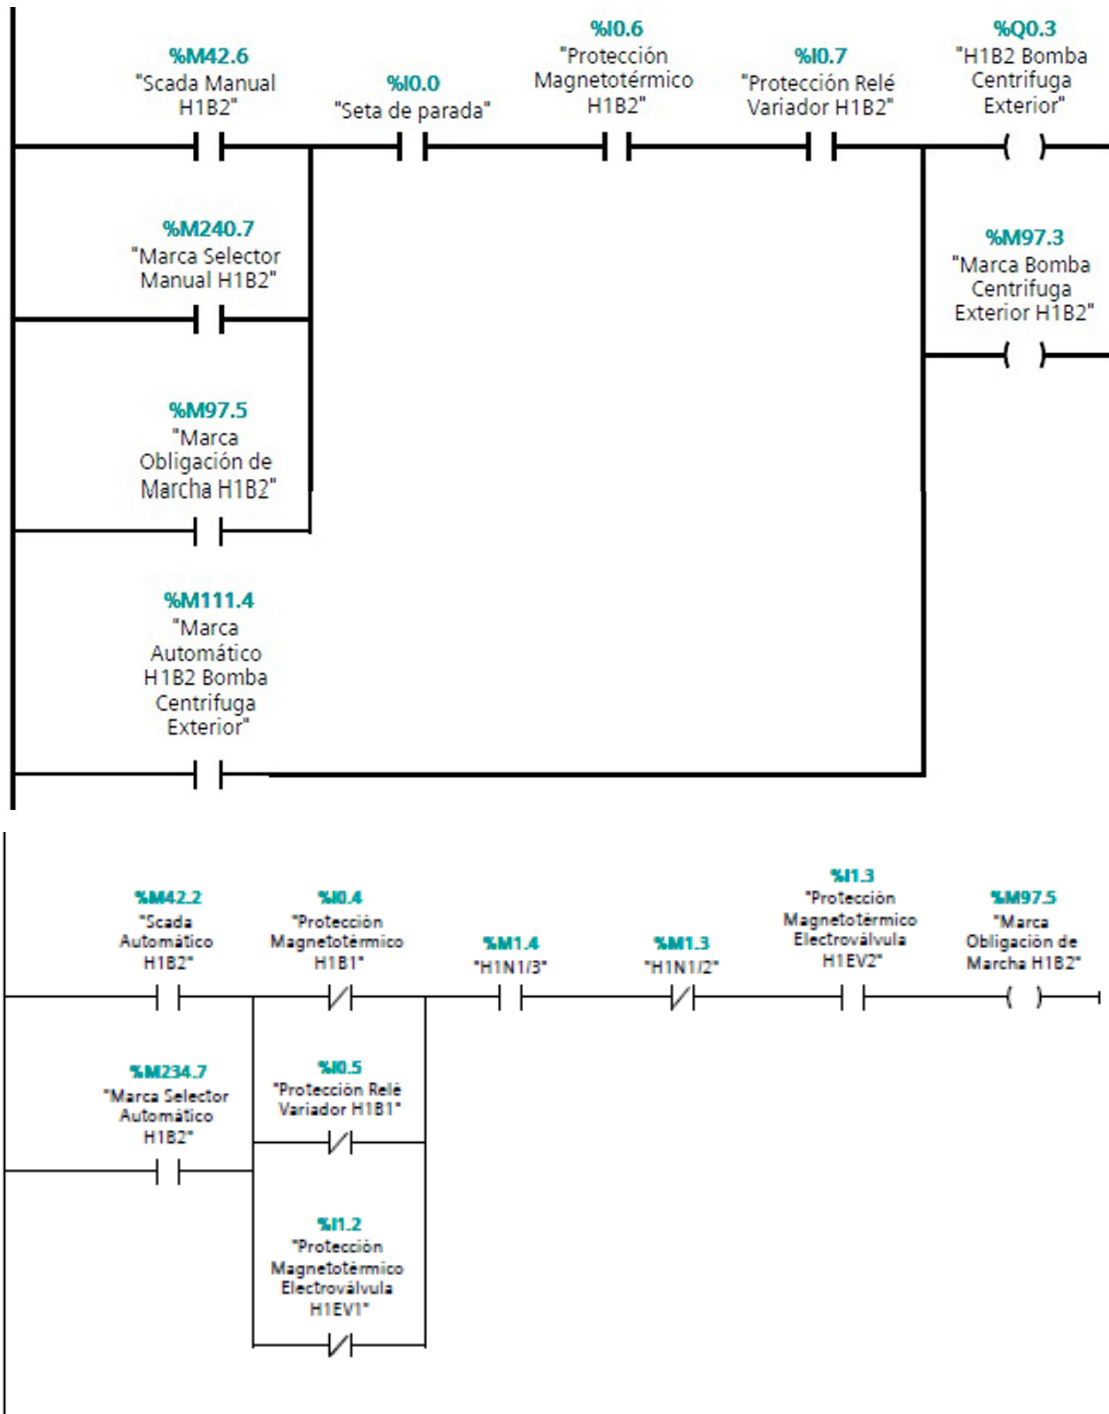 %M42.6
"Scada Manual
H1B2"
%I0.0
"Seta de parada"
%I0.6
"Protección
Magnetotérmico
H1B2"
%I0.7
"Protección Relé
Variador H1B2"
%Q0.3
"H1B2 Bomba
Centrifuga
Exterior"
%M240.7
"Marca Selector
Manual H1B2"
%M97.3
"Marca Bomba
Centrifuga
Exterior H1B2"
%M97.5
"Marca
Obligación de
Marcha H1B2"
%M111.4
"Marca
Automático
H1B2 Bomba
Centrifuga
Exterior"
%M42.2
"Scada
Automático
H1B2"
%I0.4
"Protección
Magnetotérmico
H1B1"
%M1.4
"H1N1/3"
%M1.3
"H1N1/2"
%I1.3
"Protección
Magnetotérmico
Electroválvula
H1EV2"
%M97.5
"Marca
Obligación de
Marcha H1B2"
%M234.7
"Marca Selector
Automático
H1B2"
%I0.5
"Protección Relé
Variador H1B1"
%I1.2
"Protección
Magnetotérmico
Electroválvula
H1EV1"